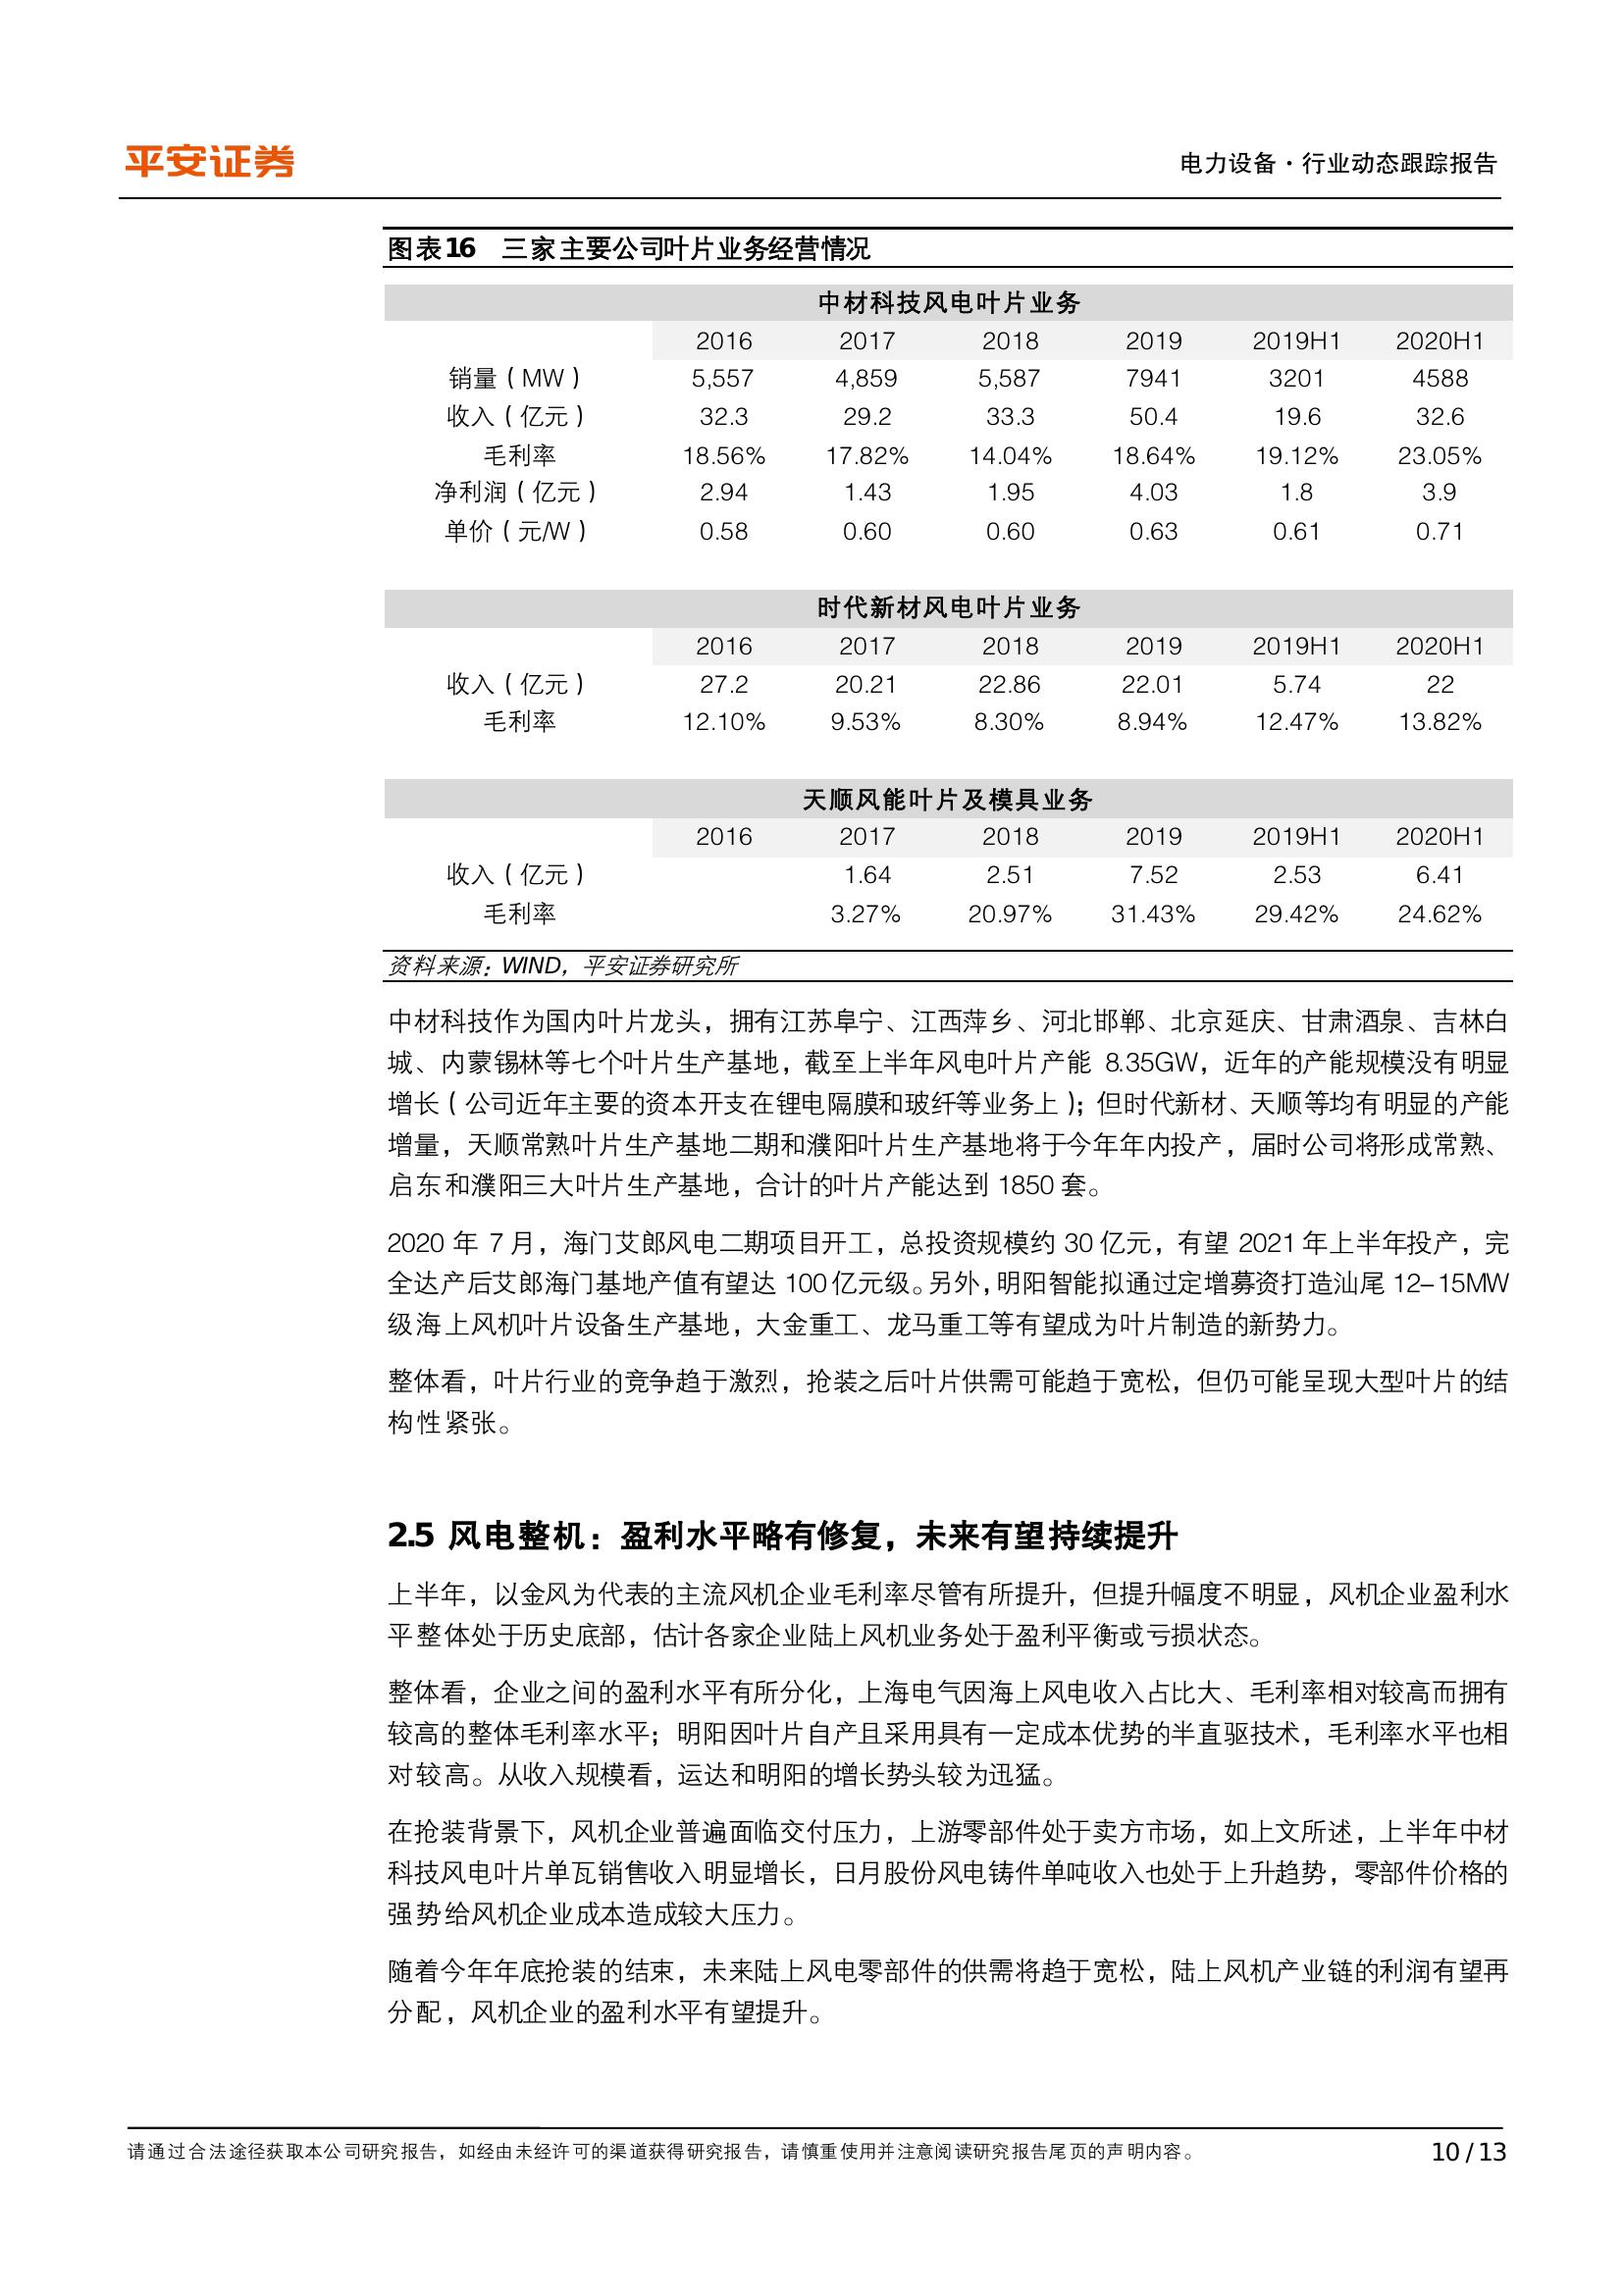 平安证券
电力设备·行业动态跟踪报告
图表16 三家主要公司叶片业务经营情况
中材科技风电叶片业务
2016 2017 2018 2019 2019H1 2020H1
销量（MW） 5,557 4,859 5,587 7941 3201 4588
收入（亿元） 32.3 29.2 33.3 50.4 19.6 32.6
毛利率 18.56% 17.82% 14.04% 18.64% 19.12% 23.05%
净利润（亿元） 2.94 1.43 1.95 4.03 1.8 3.9
单价（元/W） 0.58 0.60 0.60 0.63 0.61 0.71
时代新材风电叶片业务
2016 2017 2018 2019 2019H1 2020H1
收入（亿元） 27.2 20.21 22.86 22.01 5.74 22
毛利率 12.10% 9.53% 8.30% 8.94% 12.47% 13.82%
天顺风能叶片及模具业务
2016 2017 2018 2019 2019H1 2020H1
收入（亿元） 1.64 2.51 7.52 2.53 6.41
毛利率 3.27% 20.97% 31.43% 29.42% 24.62%
资料来源：WIND，平安证券研究所
中材科技作为国内叶片龙头，拥有江苏阜宁、江西萍乡、河北邯郸、北京延庆、甘肃酒泉、吉林白
城、内蒙锡林等七个叶片生产基地，截至上半年风电叶片产能 8.35GW，近年的产能规模没有明显
增长（公司近年主要的资本开支在锂电隔膜和玻纤等业务上）；但时代新材、天顺等均有明显的产能
增量，天顺常熟叶片生产基地二期和濮阳叶片生产基地将于今年年内投产，届时公司将形成常熟、
启东和濮阳三大叶片生产基地，合计的叶片产能达到 1850 套。
2020 年 7 月，海门艾郎风电二期项目开工，总投资规模约 30 亿元，有望 2021 年上半年投产，完
全达产后艾郎海门基地产值有望达 100 亿元级。另外，明阳智能拟通过定增募资打造汕尾 12–15MW
级海上风机叶片设备生产基地，大金重工、龙马重工等有望成为叶片制造的新势力。
整体看，叶片行业的竞争趋于激烈，抢装之后叶片供需可能趋于宽松，但仍可能呈现大型叶片的结
构性紧张。
2.5 风电整机：盈利水平略有修复，未来有望持续提升
上半年，以金风为代表的主流风机企业毛利率尽管有所提升，但提升幅度不明显，风机企业盈利水
平整体处于历史底部，估计各家企业陆上风机业务处于盈利平衡或亏损状态。
整体看，企业之间的盈利水平有所分化，上海电气因海上风电收入占比大、毛利率相对较高而拥有
较高的整体毛利率水平；明阳因叶片自产且采用具有一定成本优势的半直驱技术，毛利率水平也相
对较高。从收入规模看，运达和明阳的增长势头较为迅猛。
在抢装背景下，风机企业普遍面临交付压力，上游零部件处于卖方市场，如上文所述，上半年中材
科技风电叶片单瓦销售收入明显增长，日月股份风电铸件单吨收入也处于上升趋势，零部件价格的
强势给风机企业成本造成较大压力。
随着今年年底抢装的结束，未来陆上风电零部件的供需将趋于宽松，陆上风机产业链的利润有望再
分配，风机企业的盈利水平有望提升。
请通过合法途径获取本公司研究报告，如经由未经许可的渠道获得研究报告，请慎重使用并注意阅读研究报告尾页的声明内容。
10 / 13